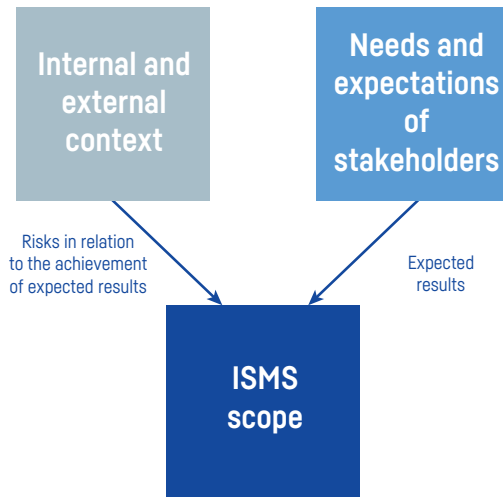 Internal and
external
context
Needs and
expectations
of
stakeholders
Risks in relation
to the achievement
of expected results
Expected
results
ISMS
scope